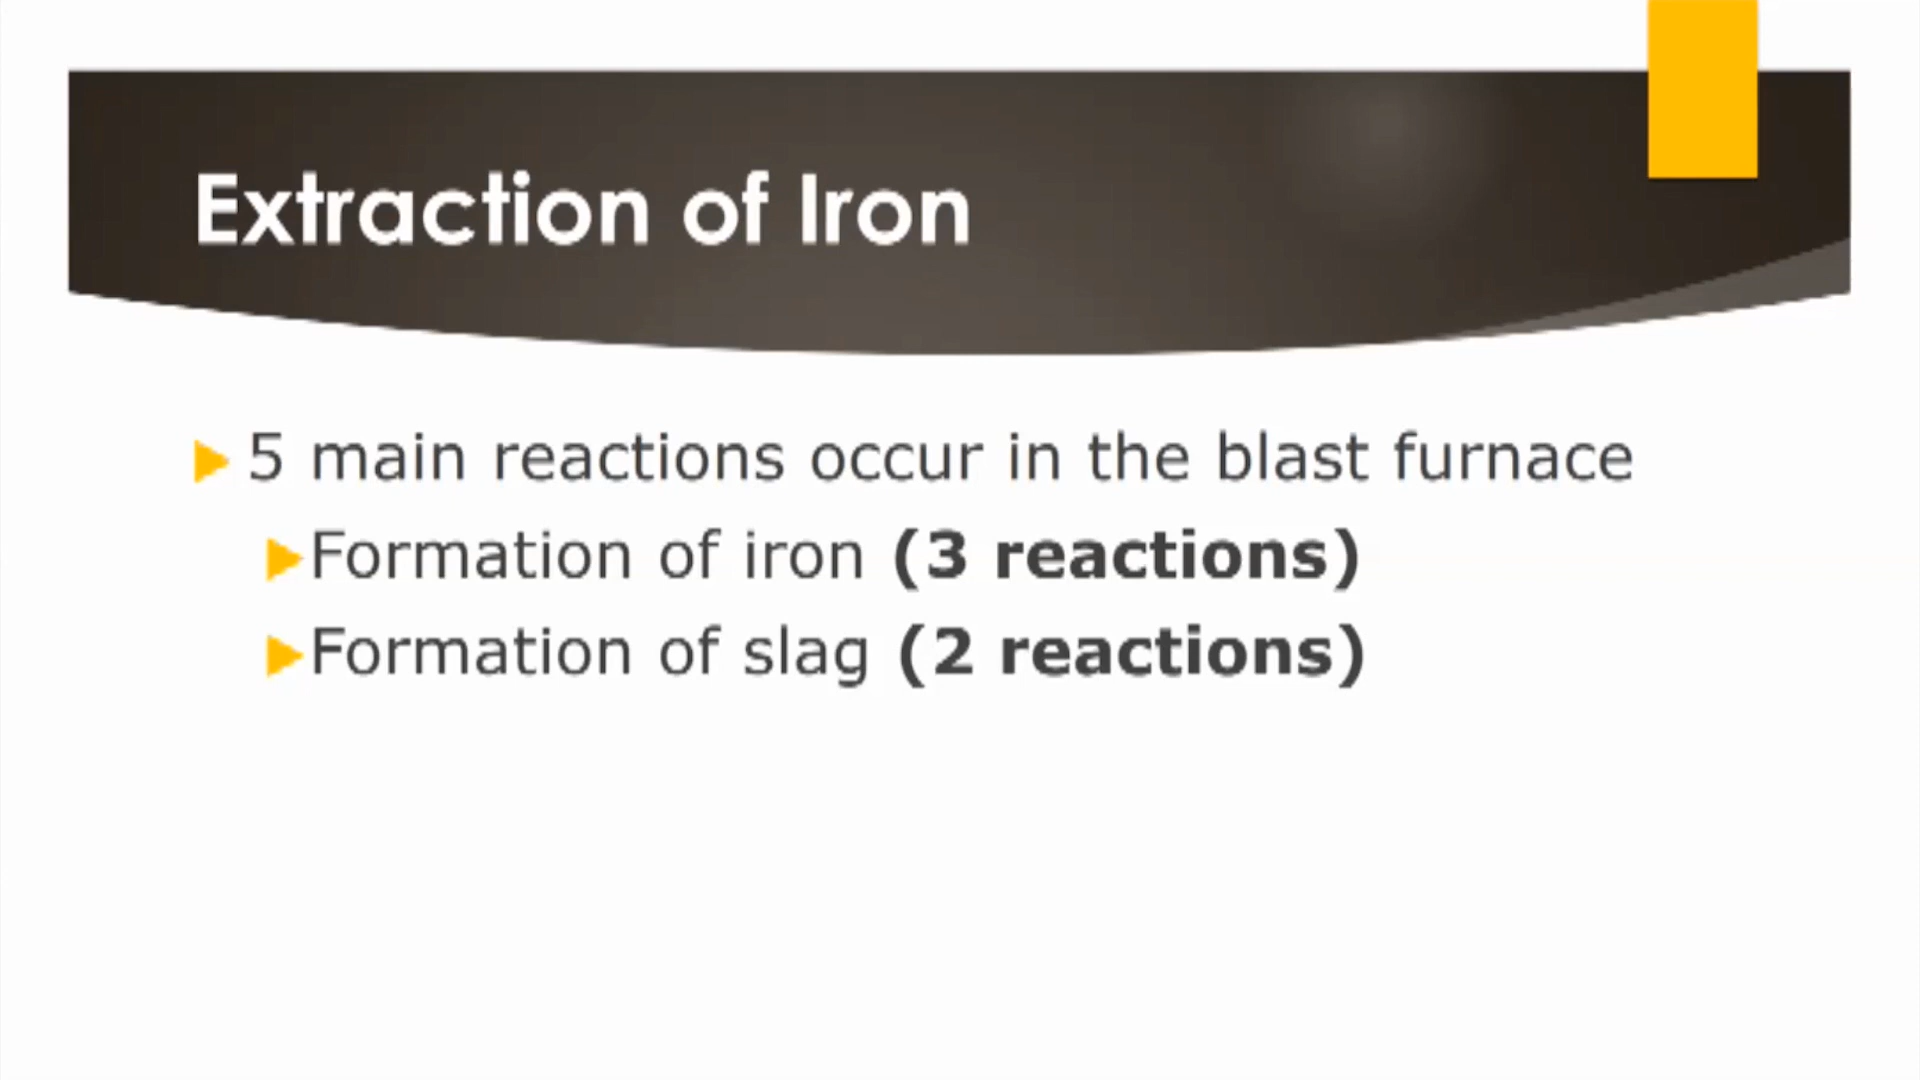 Extraction of Iron
5 main reactions occur in the blast furnace
Formation of iron (3 reactions)
Formation of slag (2 reactions)